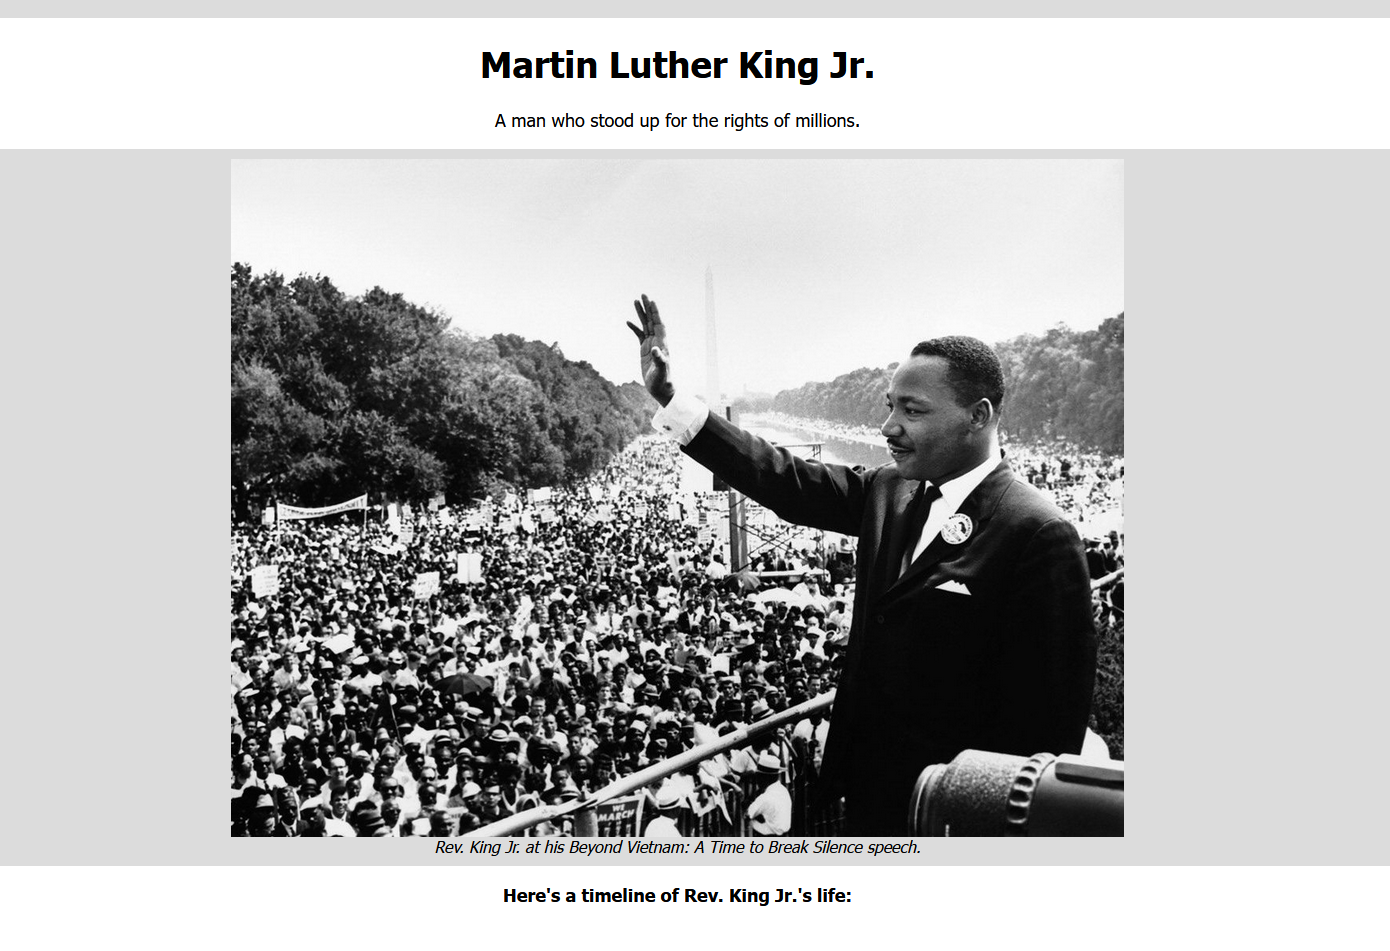 Martin Luther King Jr.
A man who stood up for the rights of millions.
WE
MARCH
Rev. King Jr. at his Beyond Vietnam: A Time to Break Silence speech.
Here's a timeline of Rev. King Jr.'s life: